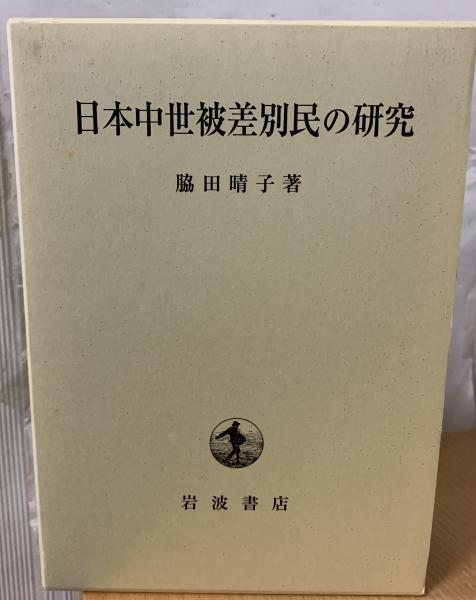 日本中世被差別民の研究
脇田晴子著
岩波書店